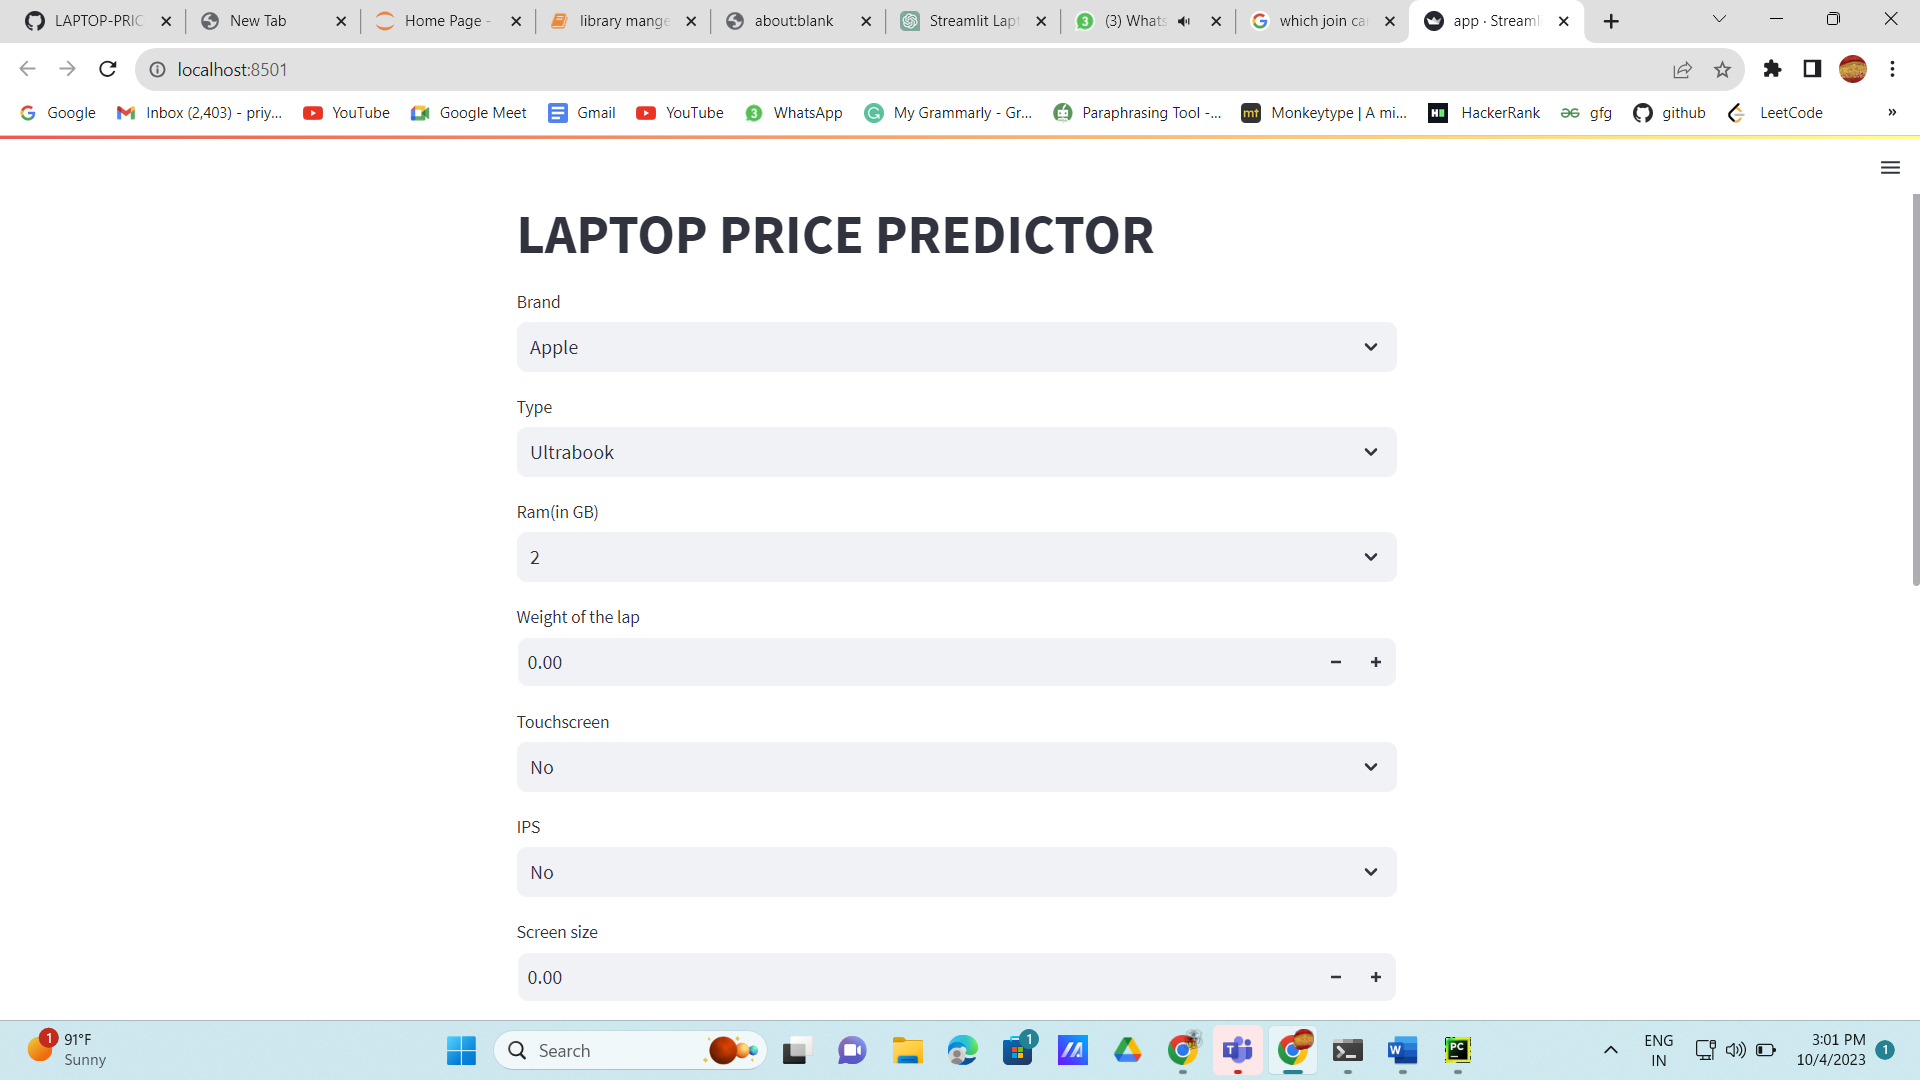 LAPTOP-PRIC
New Tab
Home Page -
library mange
about:blank
Streamlit Lapt
(3) Whats
which join ca
app · Streaml
localhost:8501
Google
Inbox (2,403) - priy...
YouTube
Google Meet
Gmail
YouTube
WhatsApp
My Grammarly - Gr...
Paraphrasing Tool -...
mt
Monkeytype | A mi...
HackerRank
gfg
github
LeetCode
»
LAPTOP PRICE PREDICTOR
Brand
Apple
Type
Ultrabook
Ram(in GB)
2
Weight of the lap
0.00
Touchscreen
No
IPS
No
Screen size
0.00
1
91°F
Sunny
Search
1
ENG
IN
3:01 PM
10/4/2023
1